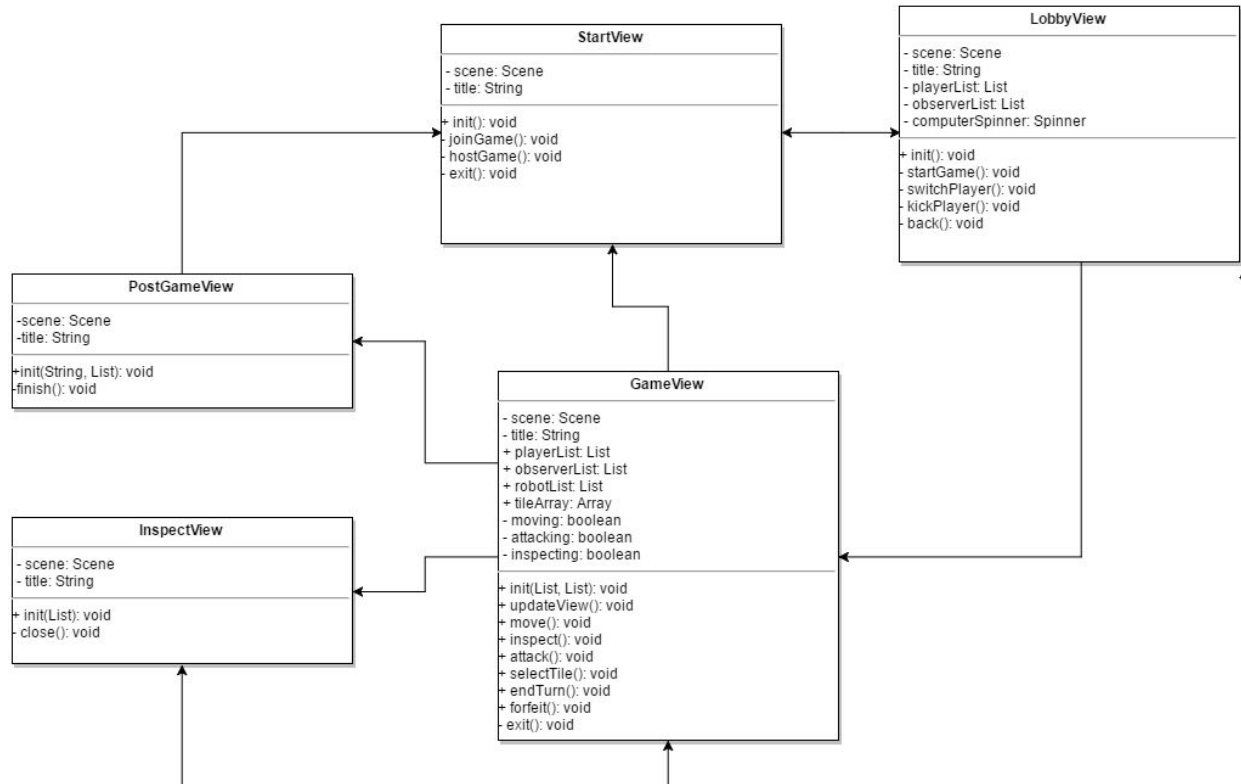 StartView
- scene: Scene
- title: String
+ init(): void
- joinGame(): void
- hostGame(): void
- exit(): void
LobbyView
- scene: Scene
- title: String
- playerList: List
- observerList: List
- computerSpinner: Spinner
+ init(): void
- startGame(): void
- switchPlayer(): void
- kickPlayer(): void
- back(): void
PostGameView
-scene: Scene
-title: String
+init(String, List): void
-finish(): void
GameView
- scene: Scene
- title: String
+ playerList: List
+ observerList: List
+ robotList: List
+ tileArray: Array
- moving: boolean
- attacking: boolean
- inspecting: boolean
+ init(List, List): void
+ updateView(): void
+ move(): void
+ inspect(): void
+ attack(): void
+ selectTile(): void
+ endTurn(): void
+ forfeit(): void
- exit(): void
InspectView
- scene: Scene
- title: String
+ init(List): void
- close(): void